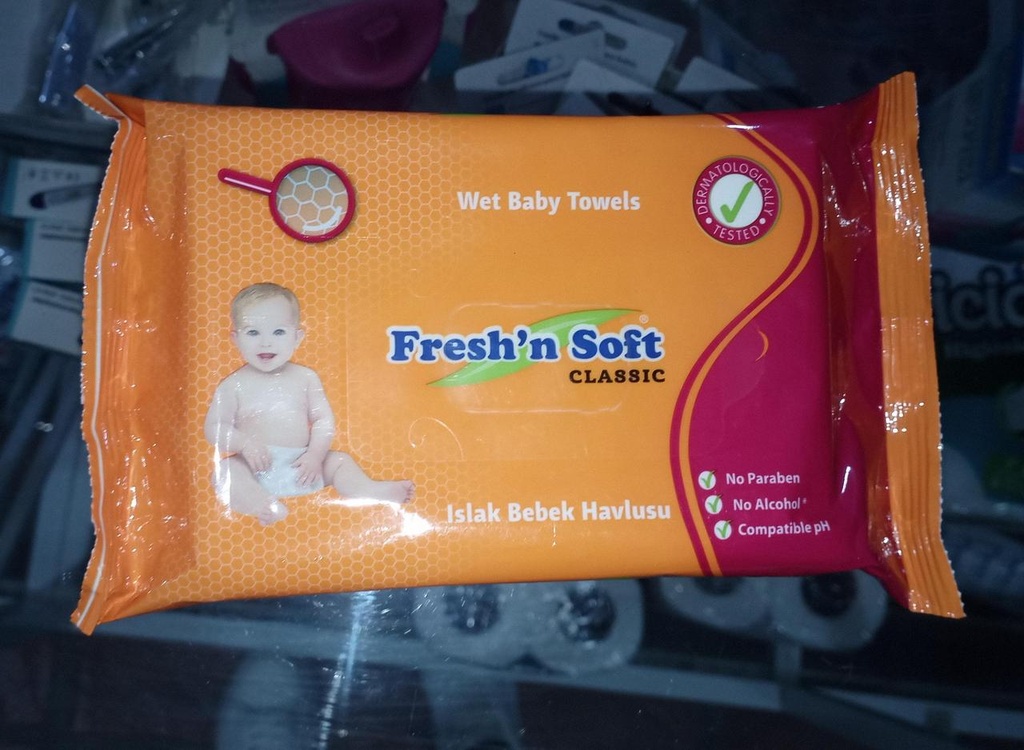 Wet Baby Towels
DERMATOLOGICALLY
• TESTED •
Fresh'n Soft®
CLASSIC
No Paraben
No Alcohol*
Compatible pH
Islak Bebek Havlusu